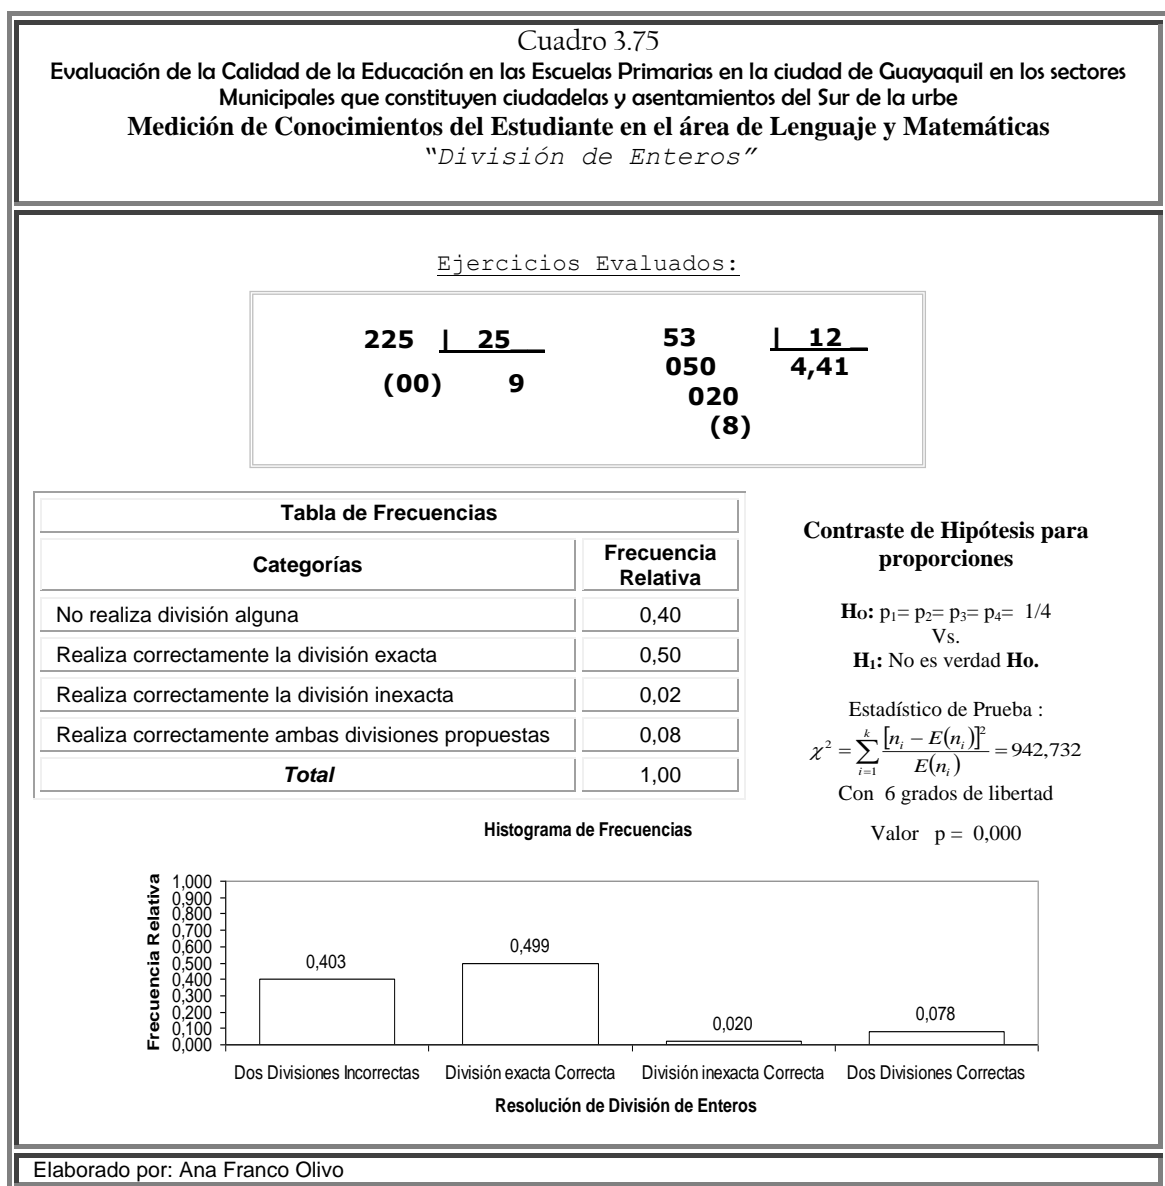 Cuadro 3.75
Evaluación de la Calidad de la Educación en las Escuelas Primarias en la ciudad de Guayaquil en los sectores
Municipales que constituyen ciudadelas y asentamientos del Sur de la urbe
Medición de Conocimientos del Estudiante en el área de Lenguaje y Matemáticas
“División de Enteros”
Ejercicios Evaluados:
225 | 25__
(00) 9
53 | 12_
050 4,41
020
(8)
Tabla de Frecuencias
Categorías Frecuencia Relativa
No realiza división alguna 0,40
Realiza correctamente la división exacta 0,50
Realiza correctamente la división inexacta 0,02
Realiza correctamente ambas divisiones propuestas 0,08
Total 1,00
Contraste de Hipótesis para
proporciones
HO: p1= p2= p3= p4= 1/4
Vs.
H1: No es verdad Ho.
Estadístico de Prueba :
χ² = ∑_{i=1}^{k} [n_i − E(n_i)]² / E(n_i) = 942,732
Con 6 grados de libertad
Valor p = 0,000
Histograma de Frecuencias
Frecuencia Relativa
1,000
0,900
0,800
0,700
0,600
0,500
0,400
0,300
0,200
0,100
0,000
0,403
0,499
0,020
0,078
Dos Divisiones Incorrectas División exacta Correcta División inexacta Correcta Dos Divisiones Correctas
Resolución de División de Enteros
Elaborado por: Ana Franco Olivo